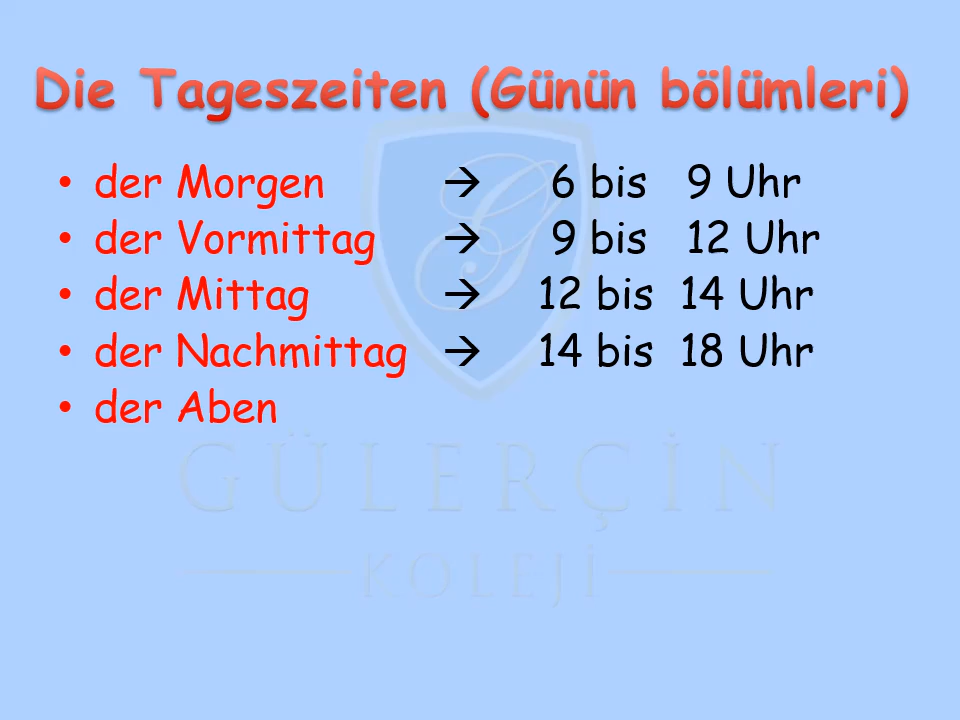 Die Tageszeiten (Günün bölümleri)
• der Morgen → 6 bis 9 Uhr
• der Vormittag → 9 bis 12 Uhr
• der Mittag → 12 bis 14 Uhr
• der Nachmittag → 14 bis 18 Uhr
• der Aben
GÜLERÇİN
KOLEJİ